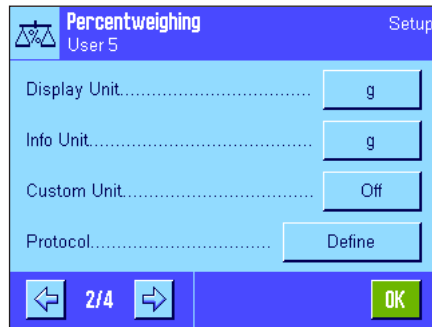 Percentweighing
Setup
User 5
Display Unit................................... g
Info Unit......................................... g
Custom Unit.................................. Off
Protocol................................ Define
2/4
OK